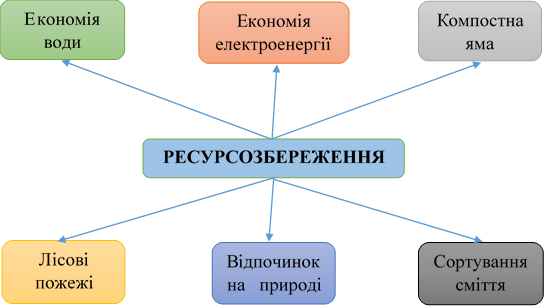 Економія
води
Економія
електроенергії
Компостна
яма
РЕСУРСОЗБЕРЕЖЕННЯ
Лісові
пожежі
Відпочинок
на природі
Сортування
сміття